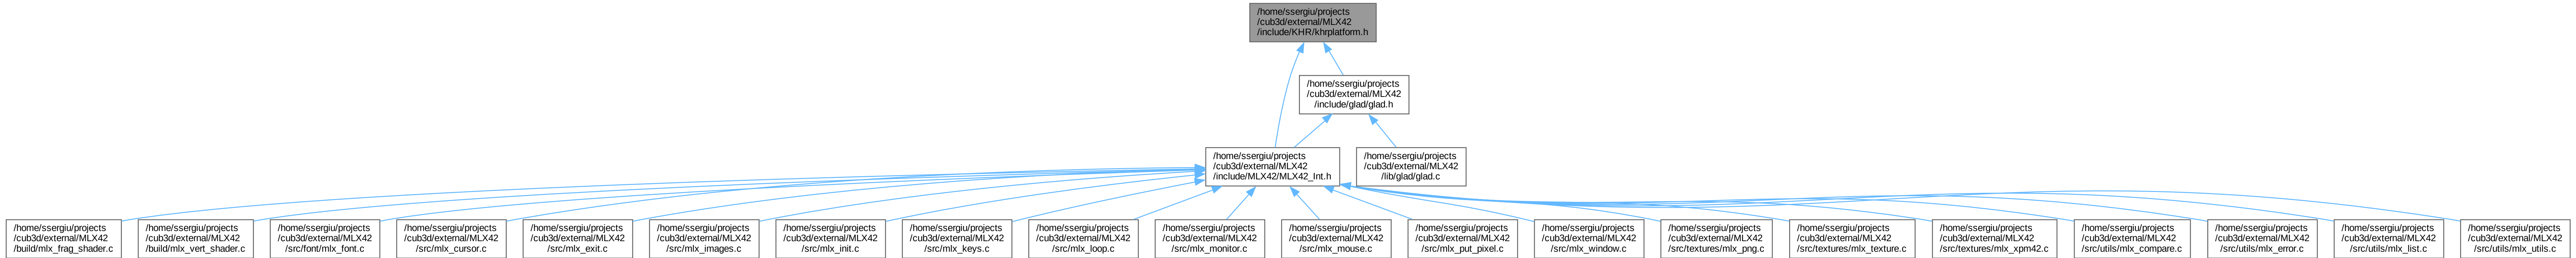 /home/ssergiu/projects
/cub3d/external/MLX42
/include/KHR/khrplatform.h
/home/ssergiu/projects
/cub3d/external/MLX42
/include/glad/glad.h
/home/ssergiu/projects
/cub3d/external/MLX42
/include/MLX42/MLX42_Int.h
/home/ssergiu/projects
/cub3d/external/MLX42
/lib/glad/glad.c
/home/ssergiu/projects
/cub3d/external/MLX42
/build/mlx_frag_shader.c
/home/ssergiu/projects
/cub3d/external/MLX42
/build/mlx_vert_shader.c
/home/ssergiu/projects
/cub3d/external/MLX42
/src/font/mlx_font.c
/home/ssergiu/projects
/cub3d/external/MLX42
/src/mlx_cursor.c
/home/ssergiu/projects
/cub3d/external/MLX42
/src/mlx_exit.c
/home/ssergiu/projects
/cub3d/external/MLX42
/src/mlx_images.c
/home/ssergiu/projects
/cub3d/external/MLX42
/src/mlx_init.c
/home/ssergiu/projects
/cub3d/external/MLX42
/src/mlx_keys.c
/home/ssergiu/projects
/cub3d/external/MLX42
/src/mlx_loop.c
/home/ssergiu/projects
/cub3d/external/MLX42
/src/mlx_monitor.c
/home/ssergiu/projects
/cub3d/external/MLX42
/src/mlx_mouse.c
/home/ssergiu/projects
/cub3d/external/MLX42
/src/mlx_put_pixel.c
/home/ssergiu/projects
/cub3d/external/MLX42
/src/mlx_window.c
/home/ssergiu/projects
/cub3d/external/MLX42
/src/textures/mlx_png.c
/home/ssergiu/projects
/cub3d/external/MLX42
/src/textures/mlx_texture.c
/home/ssergiu/projects
/cub3d/external/MLX42
/src/textures/mlx_xpm42.c
/home/ssergiu/projects
/cub3d/external/MLX42
/src/utils/mlx_compare.c
/home/ssergiu/projects
/cub3d/external/MLX42
/src/utils/mlx_error.c
/home/ssergiu/projects
/cub3d/external/MLX42
/src/utils/mlx_list.c
/home/ssergiu/projects
/cub3d/external/MLX42
/src/utils/mlx_utils.c